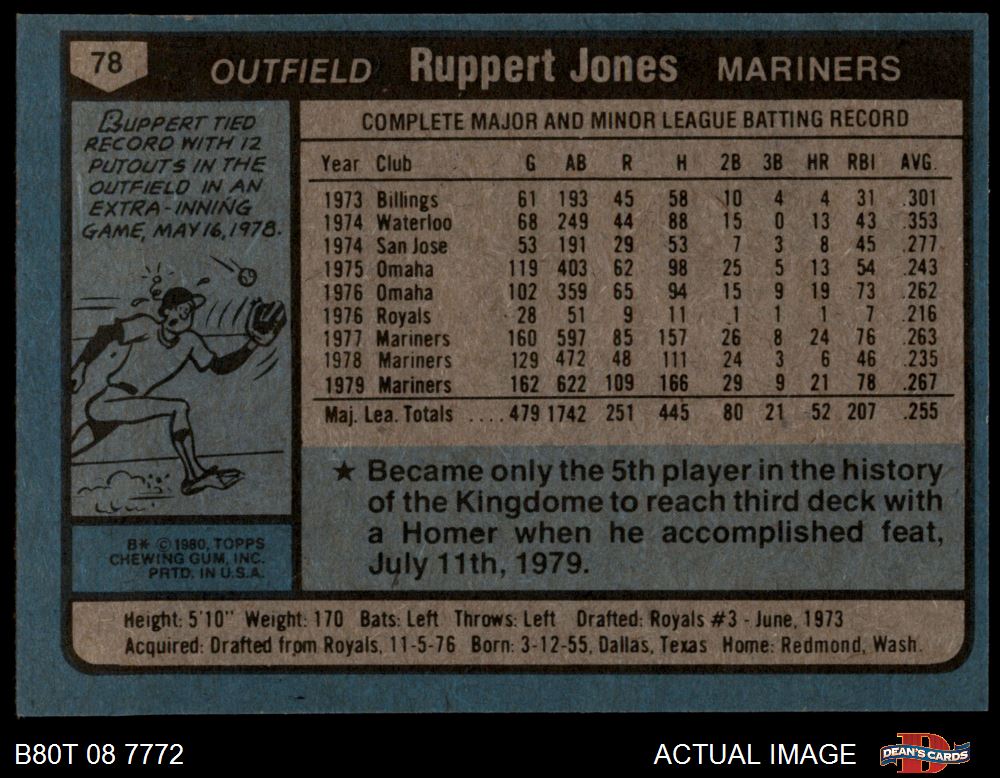 78 OUTFIELD Ruppert Jones MARINERS
RUPPERT TIED
RECORD WITH 12
PUTOUTS IN THE
OUTFIELD IN AN
EXTRA-INNING
GAME, MAY 16, 1978.
B* © 1980, TOPPS
CHEWING GUM, INC.
PRTD. IN U.S.A.
COMPLETE MAJOR AND MINOR LEAGUE BATTING RECORD
Year Club G AB R H 2B 3B HR RBI AVG.
1973 Billings 61 193 45 58 10 4 4 31 .301
1974 Waterloo 68 249 44 88 15 0 13 43 .353
1974 San Jose 53 191 29 53 7 3 8 45 .277
1975 Omaha 119 403 62 98 25 5 13 54 .243
1976 Omaha 102 359 65 94 15 9 19 73 .262
1976 Royals 28 51 9 11 1 1 1 7 .216
1977 Mariners 160 597 85 157 26 8 24 76 .263
1978 Mariners 129 472 48 111 24 3 6 46 .235
1979 Mariners 162 622 109 166 29 9 21 78 .267
Maj. Lea. Totals .... 479 1742 251 445 80 21 52 207 .255
★ Became only the 5th player in the history
of the Kingdome to reach third deck with
a Homer when he accomplished feat,
July 11th, 1979.
Height: 5'10" Weight: 170 Bats: Left Throws: Left Drafted: Royals #3 - June, 1973
Acquired: Drafted from Royals, 11-5-76 Born: 3-12-55, Dallas, Texas Home: Redmond, Wash.
B80T 08 7772 ACTUAL IMAGE DEAN'S CARDS